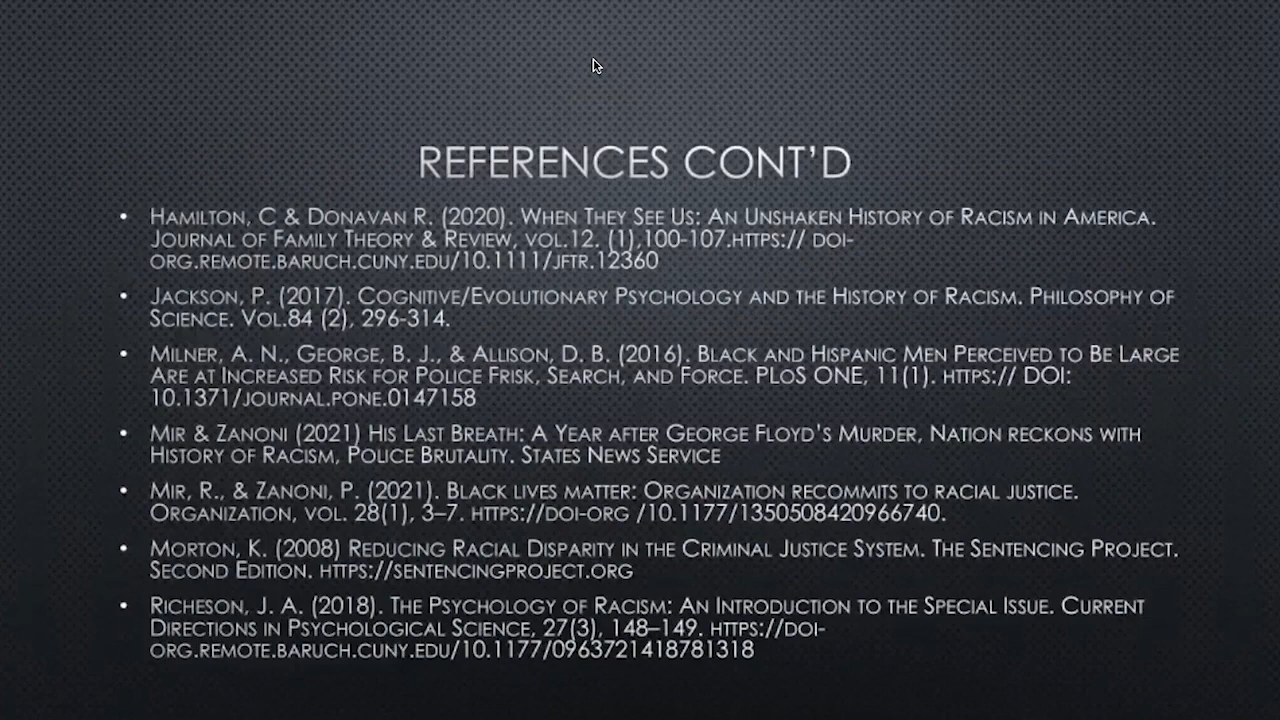 REFERENCES CONT'D
• HAMILTON, C & DONAVAN R. (2020). WHEN THEY SEE US: AN UNSHAKEN HISTORY OF RACISM IN AMERICA.
JOURNAL OF FAMILY THEORY & REVIEW, VOL.12. (1),100-107.HTTPS:// DOI-
ORG.REMOTE.BARUCH.CUNY.EDU/10.1111/JFTR.12360
• JACKSON, P. (2017). COGNITIVE/EVOLUTIONARY PSYCHOLOGY AND THE HISTORY OF RACISM. PHILOSOPHY OF
SCIENCE. VOL.84 (2), 296-314.
• MILNER, A. N., GEORGE, B. J., & ALLISON, D. B. (2016). BLACK AND HISPANIC MEN PERCEIVED TO BE LARGE
ARE AT INCREASED RISK FOR POLICE FRISK, SEARCH, AND FORCE. PLOS ONE, 11(1). HTTPS:// DOI:
10.1371/JOURNAL.PONE.0147158
• MIR & ZANONI (2021) HIS LAST BREATH: A YEAR AFTER GEORGE FLOYD'S MURDER, NATION RECKONS WITH
HISTORY OF RACISM, POLICE BRUTALITY. STATES NEWS SERVICE
• MIR, R., & ZANONI, P. (2021). BLACK LIVES MATTER: ORGANIZATION RECOMMITS TO RACIAL JUSTICE.
ORGANIZATION, VOL. 28(1), 3–7. HTTPS://DOI-ORG /10.1177/1350508420966740.
• MORTON, K. (2008) REDUCING RACIAL DISPARITY IN THE CRIMINAL JUSTICE SYSTEM. THE SENTENCING PROJECT.
SECOND EDITION. HTTPS://SENTENCINGPROJECT.ORG
• RICHESON, J. A. (2018). THE PSYCHOLOGY OF RACISM: AN INTRODUCTION TO THE SPECIAL ISSUE. CURRENT
DIRECTIONS IN PSYCHOLOGICAL SCIENCE, 27(3), 148–149. HTTPS://DOI-
ORG.REMOTE.BARUCH.CUNY.EDU/10.1177/0963721418781318